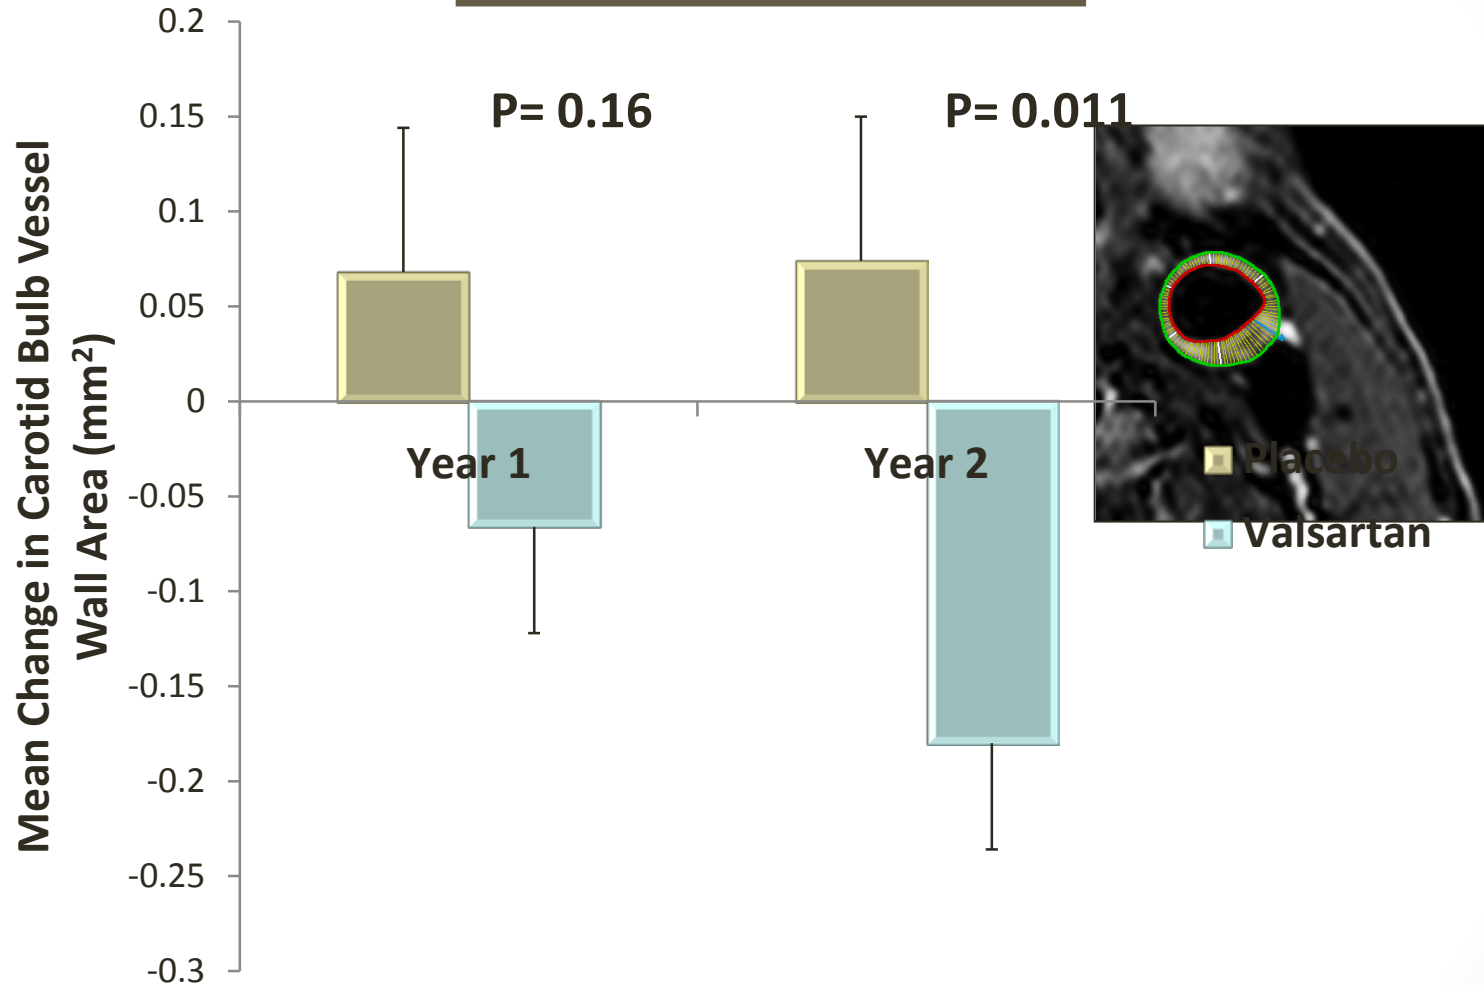 0.2
0.15
0.1
0.05
0
-0.05
-0.1
-0.15
-0.2
-0.25
-0.3
Mean Change in Carotid Bulb Vessel
Wall Area (mm²)
P= 0.16
P= 0.011
Year 1
Year 2
Placebo
Valsartan